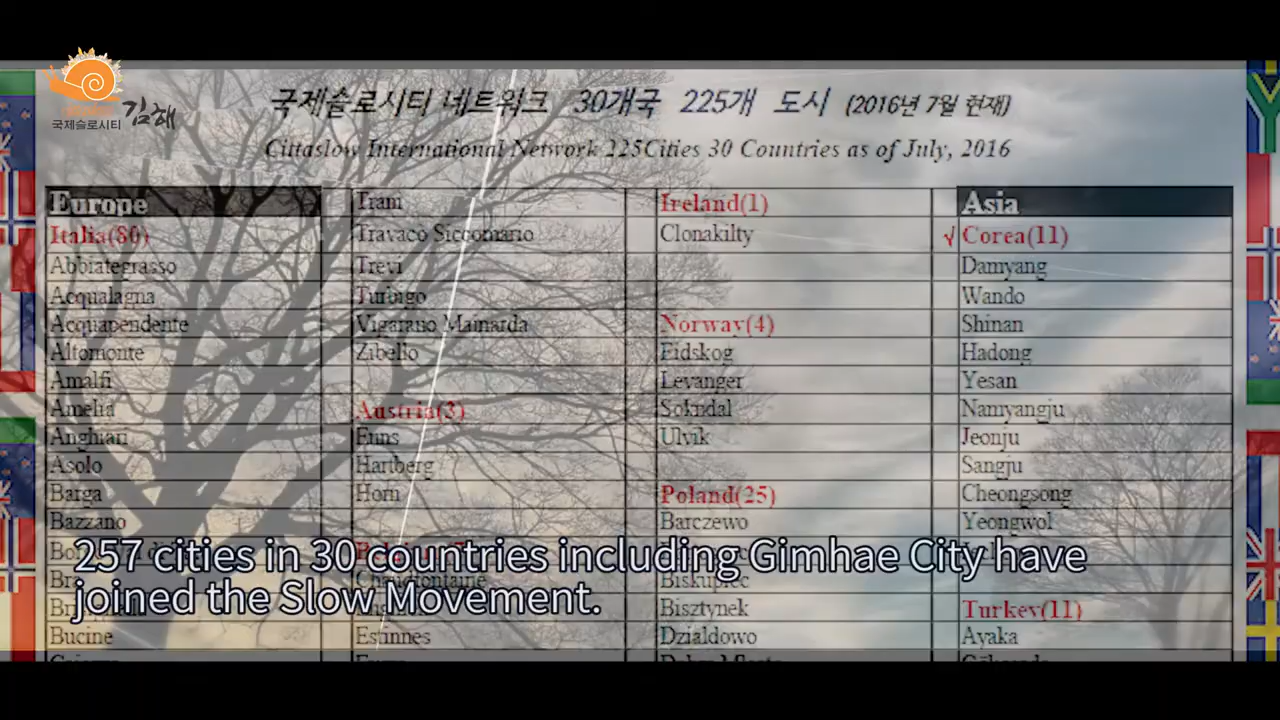 국제슬로시티 김해
국제슬로시티 네트워크 30개국 225개 도시 (2016년 7월 현재)
Cittaslow International Network 225Cities 30 Countries as of July, 2016
Europe
Italia(80)
Abbiategrasso
Acqualagna
Acquapendente
Altomonte
Amalfi
Amelia
Anghiari
Asolo
Barga
Bazzano
Bucine
Trani
Travacò Siccomario
Trevi
Turbigo
Vigarano Mainarda
Zibello
Austria(3)
Enns
Hartberg
Horn
Chaudfontaine
Estinnes
Ireland(1)
Clonakilty
Norway(4)
Eidskog
Levanger
Sokndal
Ulvik
Poland(25)
Barczewo
Biskupiec
Bisztynek
Dzialdowo
Asia
√ Corea(11)
Damyang
Wando
Shinan
Hadong
Yesan
Namyangju
Jeonju
Sangju
Cheongsong
Yeongwol
Turkey(11)
Ayaka
257 cities in 30 countries including Gimhae City have
joined the Slow Movement.